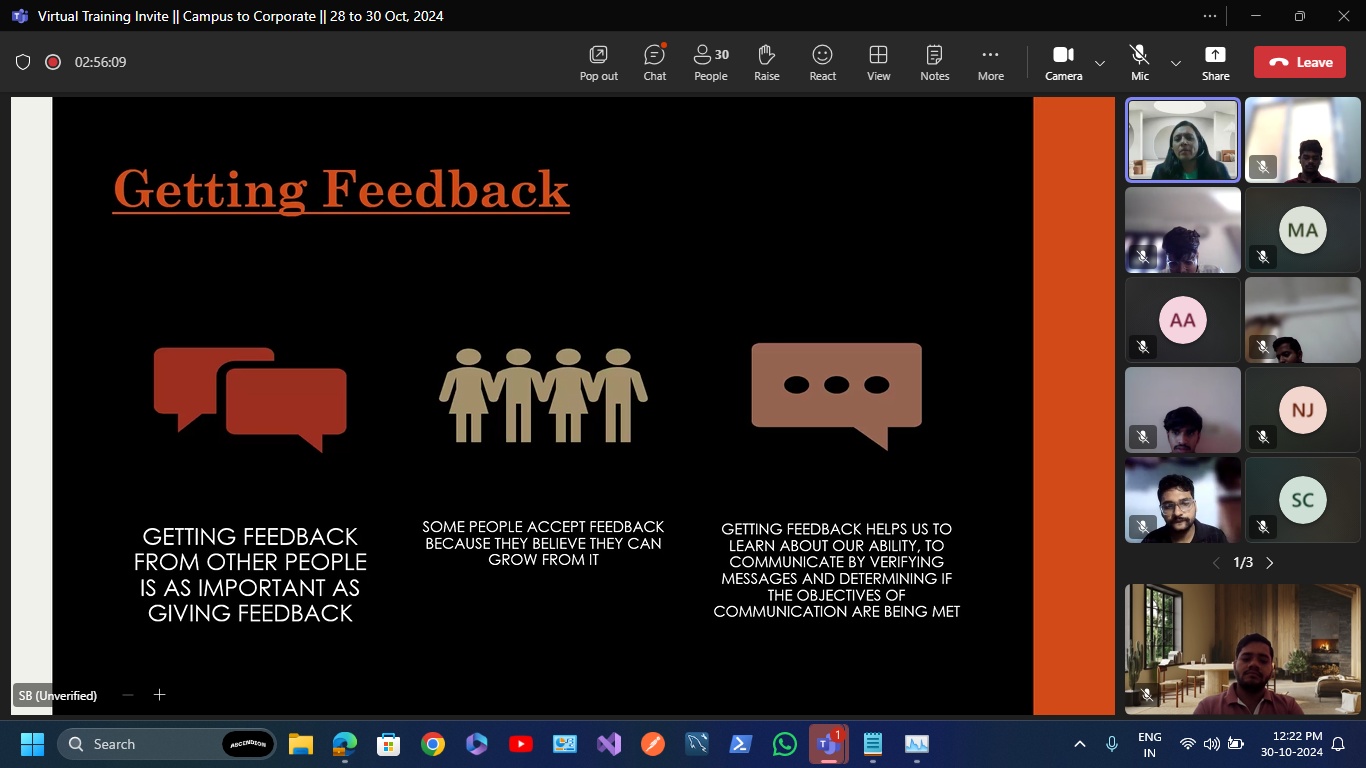 Virtual Training Invite || Campus to Corporate || 28 to 30 Oct, 2024
02:56:09
Pop out
Chat
30
People
Raise
React
View
Notes
More
Camera
Mic
Share
Leave
Getting Feedback
GETTING FEEDBACK
FROM OTHER PEOPLE
IS AS IMPORTANT AS
GIVING FEEDBACK
SOME PEOPLE ACCEPT FEEDBACK
BECAUSE THEY BELIEVE THEY CAN
GROW FROM IT
GETTING FEEDBACK HELPS US TO
LEARN ABOUT OUR ABILITY, TO
COMMUNICATE BY VERIFYING
MESSAGES AND DETERMINING IF
THE OBJECTIVES OF
COMMUNICATION ARE BEING MET
MA
AA
NJ
SC
1/3
SB (Unverified)
Search
ASCENDION
1
ENG
IN
12:22 PM
30-10-2024